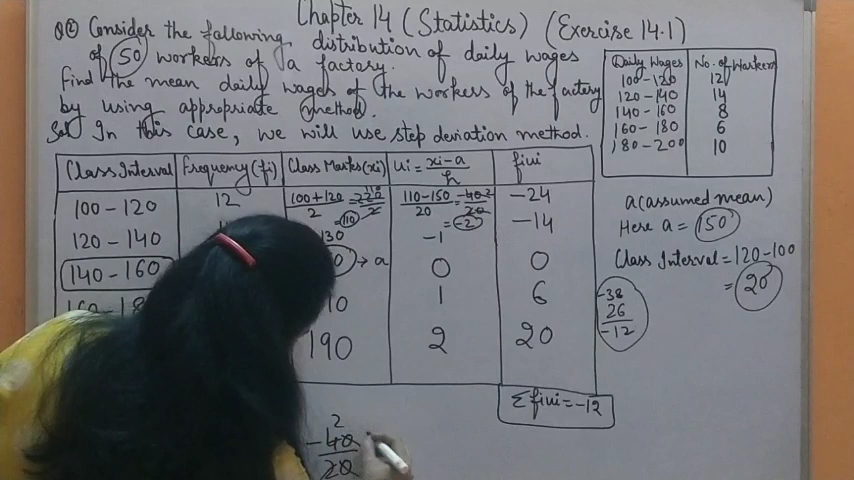 Chapter 14 (Statistics) (Exercise 14.1)
Q② Consider the following distribution of daily wages
of 50 workers of a factory.
Find the mean daily wages of the workers of the factory
by using appropriate method.
Sol In this case, we will use step deviation method.
Daily Wages No. of Workers
100-120 12
120-140 14
140-160 8
160-180 6
180-200 10
Class Interval Frequency (fi) Class Marks (xi) ui = xi-a/h fiui
100-120 12 100+120/2 = 220/2 110 110-150/20 = -40/20 = -2 -24
120-140 130 -1 -14
140-160 → a 0 0
1 6
190 2 20
Σfiui = -12
a (assumed mean)
Here a = 150
Class Interval = 120-100
= 20
-38
26
-12
2
-40
20